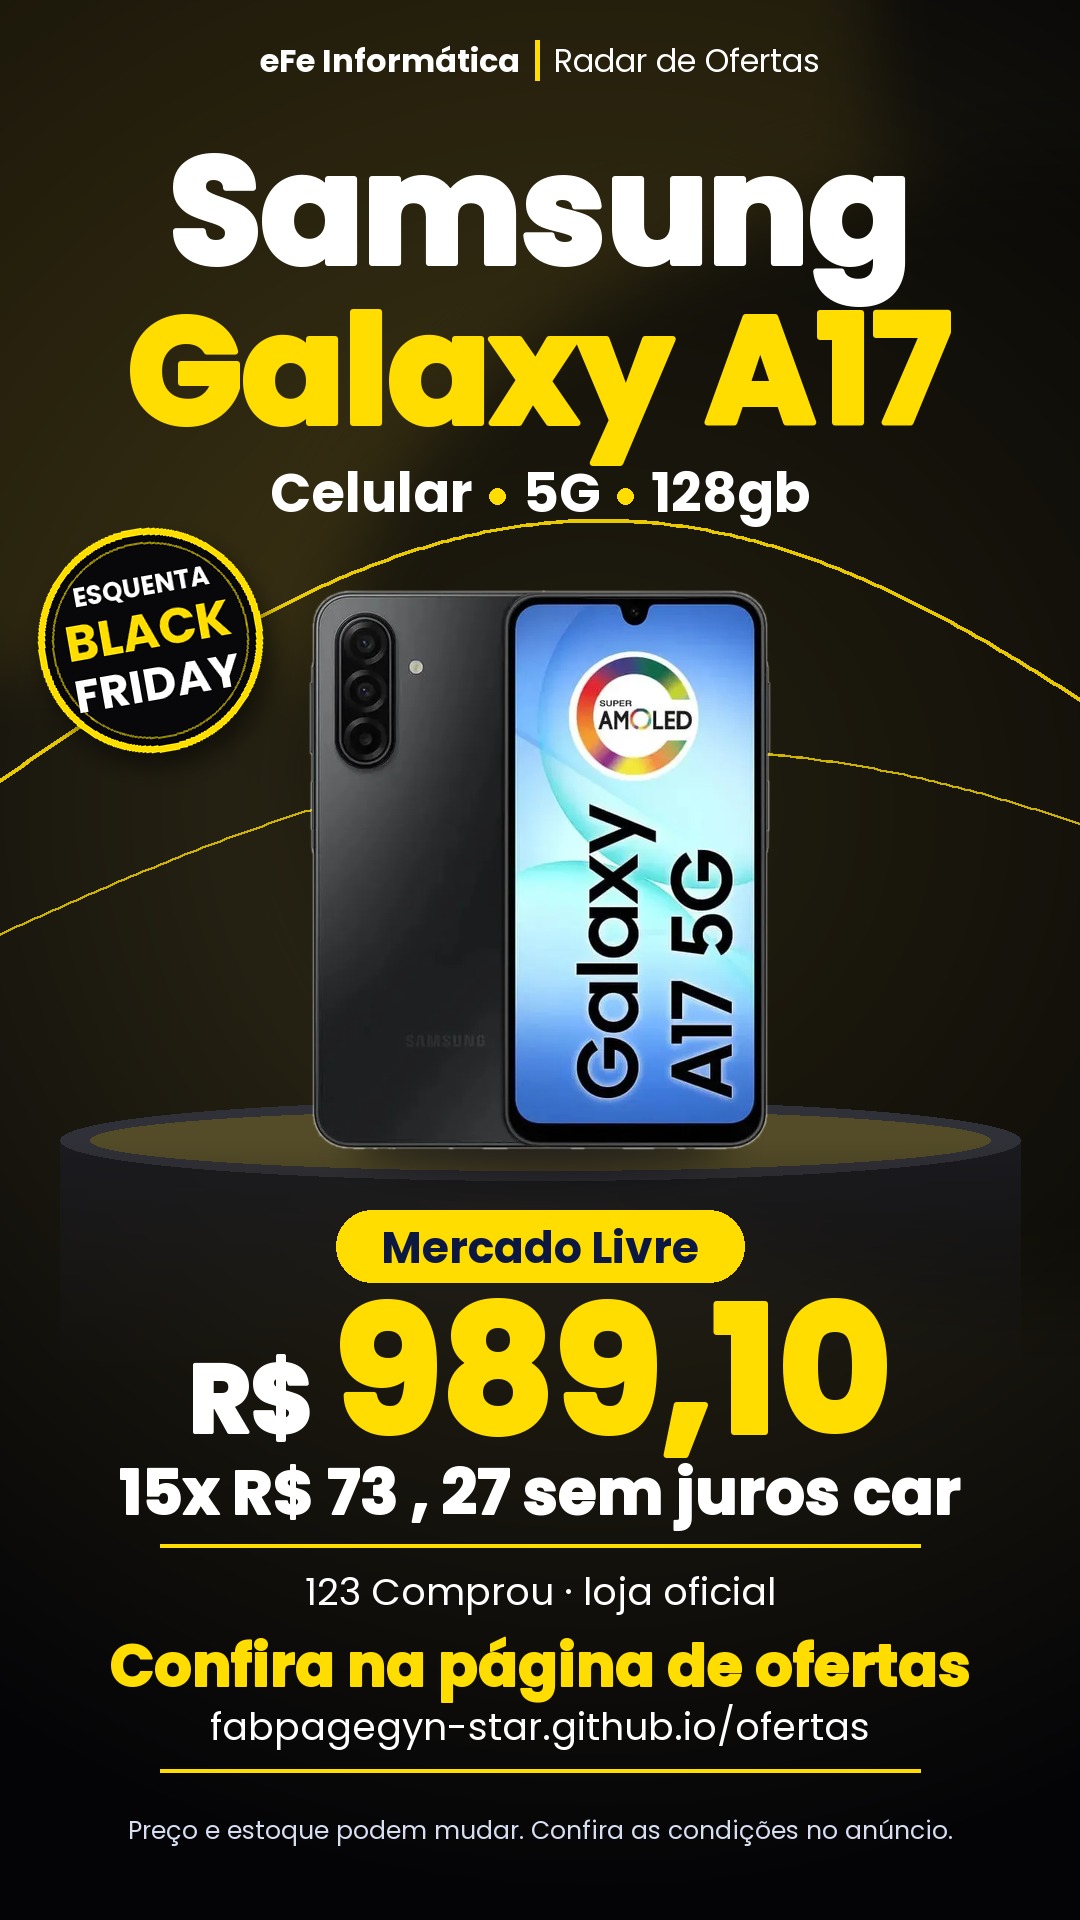 eFe Informática | Radar de Ofertas
Samsung
Galaxy A17
Celular • 5G • 128gb
ESQUENTA
BLACK
FRIDAY
SUPER
AMOLED
Galaxy
A17 5G
SAMSUNG
Mercado Livre
R$ 989,10
15x R$ 73 , 27 sem juros car
123 Comprou · loja oficial
Confira na página de ofertas
fabpagegyn-star.github.io/ofertas
Preço e estoque podem mudar. Confira as condições no anúncio.